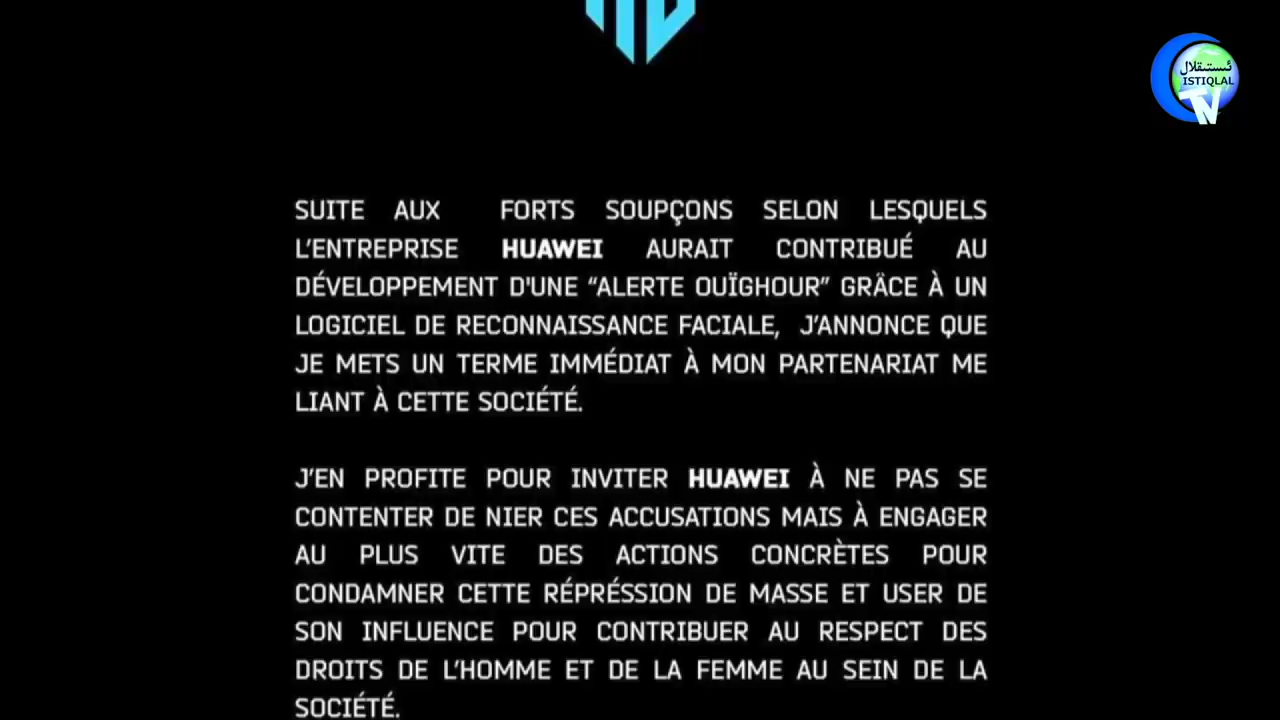 ئىستىقلال
ISTIQLAL
TV
SUITE AUX FORTS SOUPÇONS SELON LESQUELS
L'ENTREPRISE HUAWEI AURAIT CONTRIBUÉ AU
DÉVELOPPEMENT D'UNE “ALERTE OUÏGHOUR” GRÂCE À UN
LOGICIEL DE RECONNAISSANCE FACIALE, J'ANNONCE QUE
JE METS UN TERME IMMÉDIAT À MON PARTENARIAT ME
LIANT À CETTE SOCIÉTÉ.
J'EN PROFITE POUR INVITER HUAWEI À NE PAS SE
CONTENTER DE NIER CES ACCUSATIONS MAIS À ENGAGER
AU PLUS VITE DES ACTIONS CONCRÈTES POUR
CONDAMNER CETTE RÉPRÉSSION DE MASSE ET USER DE
SON INFLUENCE POUR CONTRIBUER AU RESPECT DES
DROITS DE L'HOMME ET DE LA FEMME AU SEIN DE LA
SOCIÉTÉ.